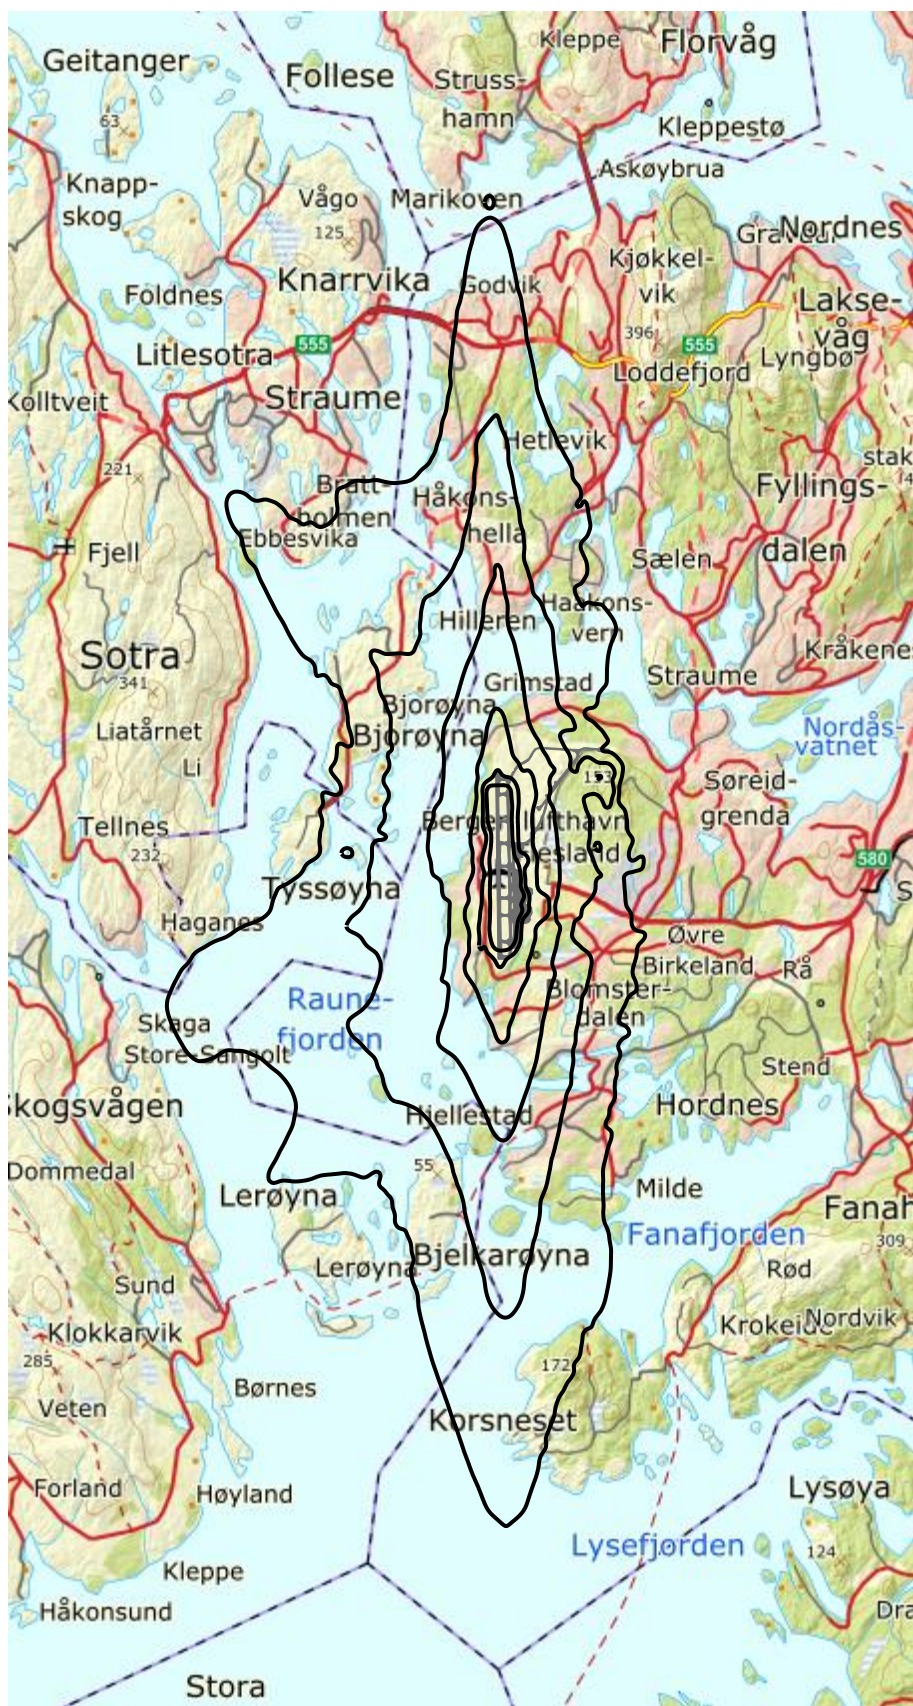 Kleppe
Florvåg
Geitanger
Follese
Struss-
hamn
63
Kleppestø
Askøybrua
Knapp-
skog
Vågo
125
Marikoven
Nordnes
Kjøkkel-
vik
Knarrvika
Godvik
Foldnes
Lakse-
våg
396
555
555
Litlesotra
Lyngbø
Loddefjord
Straume
Kolltveit
Hetlevik
221
stak
Bratt-
holmen
Håkons-
hella
Fyllings-
dalen
Ebbesvika
Fjell
Sælen
Haakons-
vern
Hilleren
Sotra
Kråkenes
Straume
341
Grimstad
Bjorøyna
Bjorøyna
Liatårnet
Nordås-
vatnet
Li
153
Søreid-
grenda
Tellnes
Bergen lufthavn
232
580
Tyssøyna
Haganes
Øvre
Birkeland
Rå
Blomster-
dalen
Raune-
fjorden
Skaga
Store-Sangolt
Stend
Skogsvågen
Hjellestad
Hordnes
Dommedal
55
Lerøyna
Milde
Fanafjorden
309
Bjelkarøyna
Lerøyna
Rød
Sund
Klokkarvik
Krokeide
Nordvik
285
172
Børnes
Veten
Korsneset
Forland
Høyland
Lysøya
Lysefjorden
124
Kleppe
Håkonsund
Stora